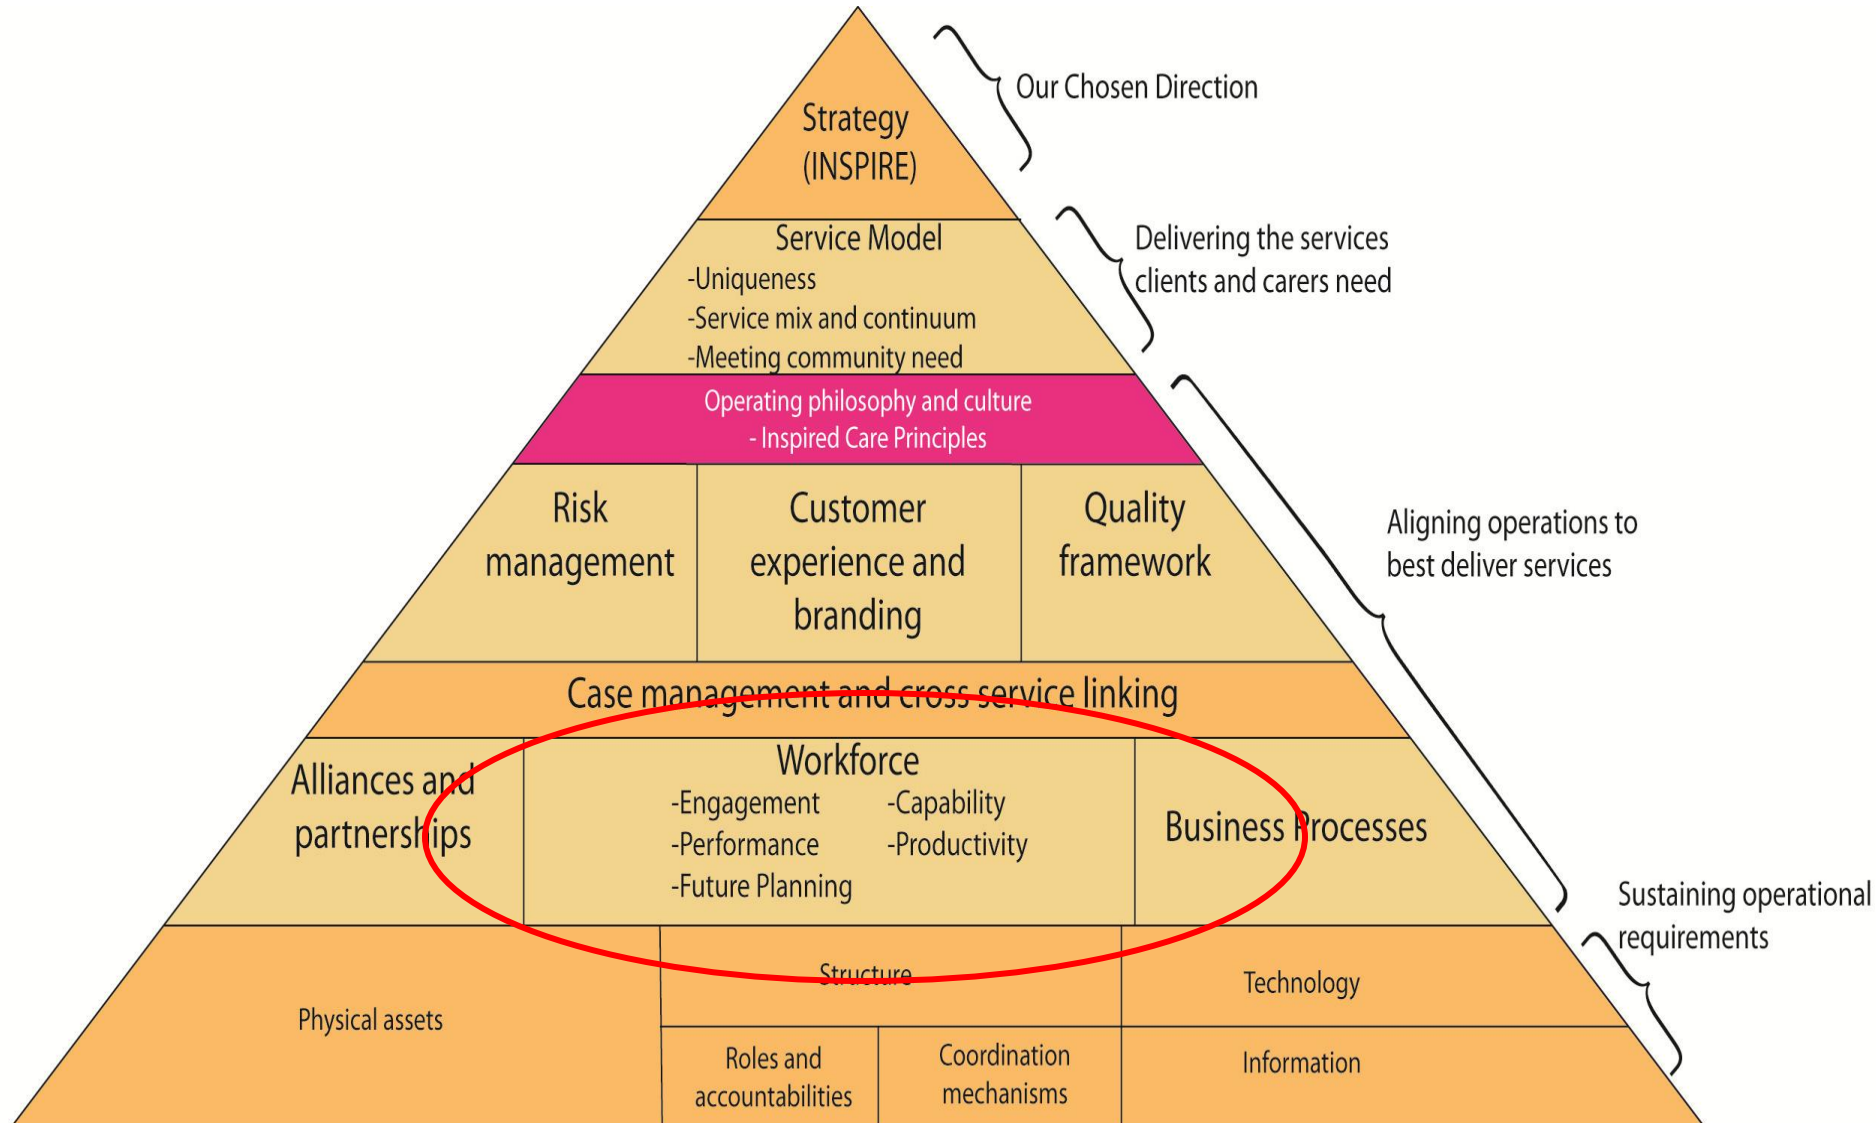 Our Chosen Direction
Strategy
(INSPIRE)
Delivering the services
clients and carers need
Service Model
-Uniqueness
-Service mix and continuum
-Meeting community need
Operating philosophy and culture
- Inspired Care Principles
Risk
management
Customer
experience and
branding
Quality
framework
Aligning operations to
best deliver services
Case management and cross service linking
Alliances and
partnerships
Workforce
-Engagement
-Performance
-Future Planning
-Capability
-Productivity
Business Processes
Sustaining operational
requirements
Physical assets
Structure
Technology
Roles and
accountabilities
Coordination
mechanisms
Information